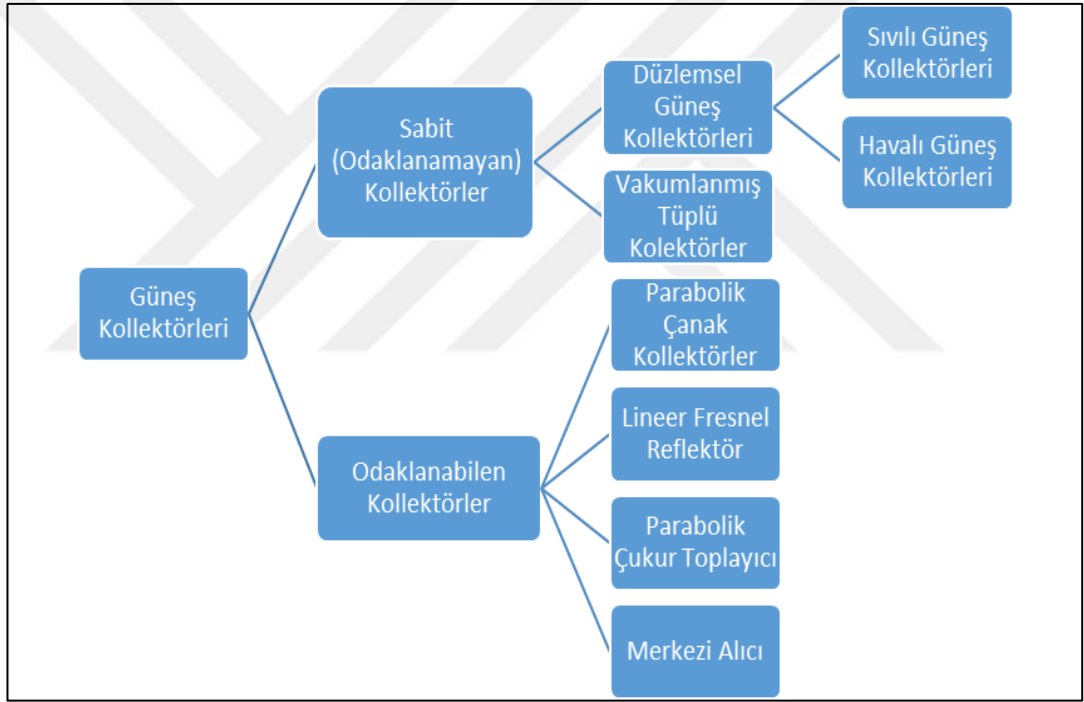 Güneş
Kollektörleri
Sabit
(Odaklanamayan)
Kollektörler
Düzlemsel
Güneş
Kollektörleri
Sıvılı Güneş
Kollektörleri
Havalı Güneş
Kollektörleri
Vakumlanmış
Tüplü
Kolektörler
Odaklanabilen
Kollektörler
Parabolik
Çanak
Kollektörler
Lineer Fresnel
Reflektör
Parabolik
Çukur Toplayıcı
Merkezi Alıcı